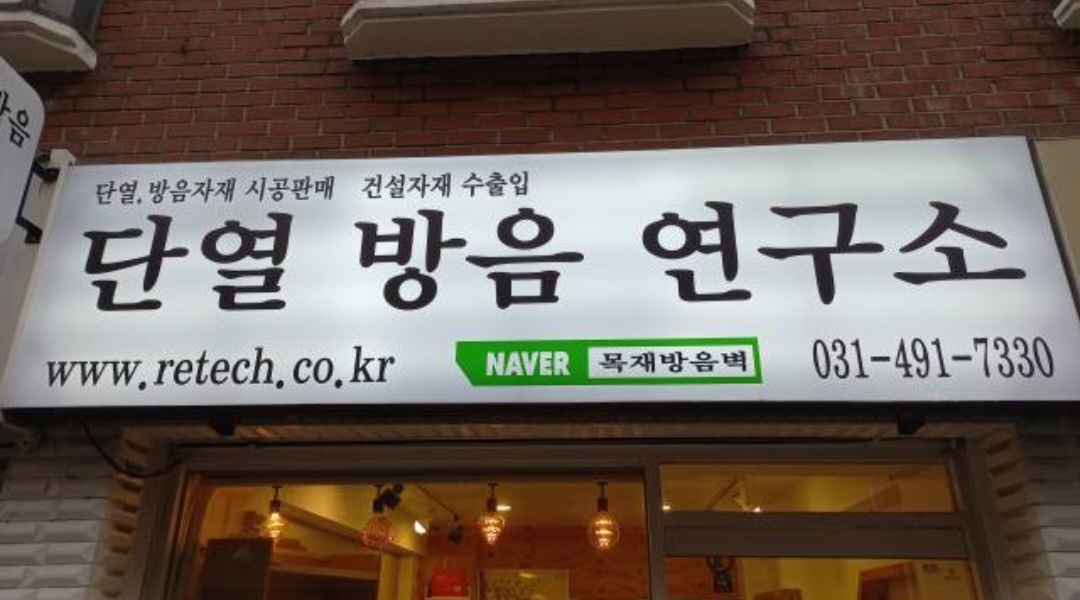 단열,방음자재 시공판매 건설자재 수출입
단열 방음 연구소
www.retech.co.kr
NAVER 목재방음벽
031-491-7330
음